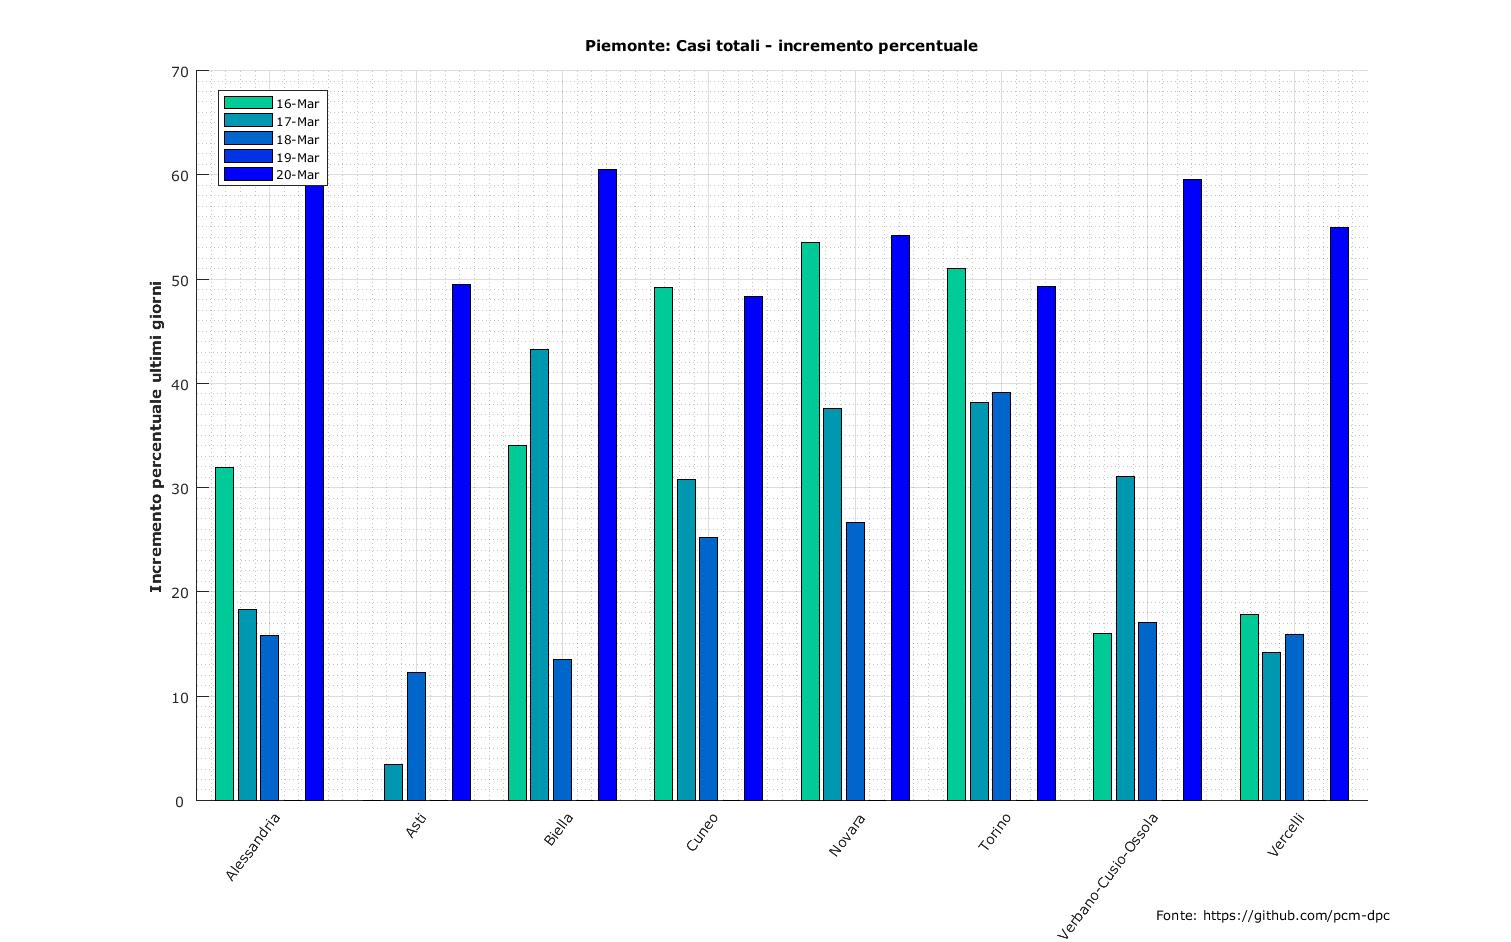 Piemonte: Casi totali - incremento percentuale
70
60
50
40
30
20
10
0
Incremento percentuale ultimi giorni
16-Mar
17-Mar
18-Mar
19-Mar
20-Mar
Alessandria
Asti
Biella
Cuneo
Novara
Torino
Verbano-Cusio-Ossola
Vercelli
Fonte: https://github.com/pcm-dpc